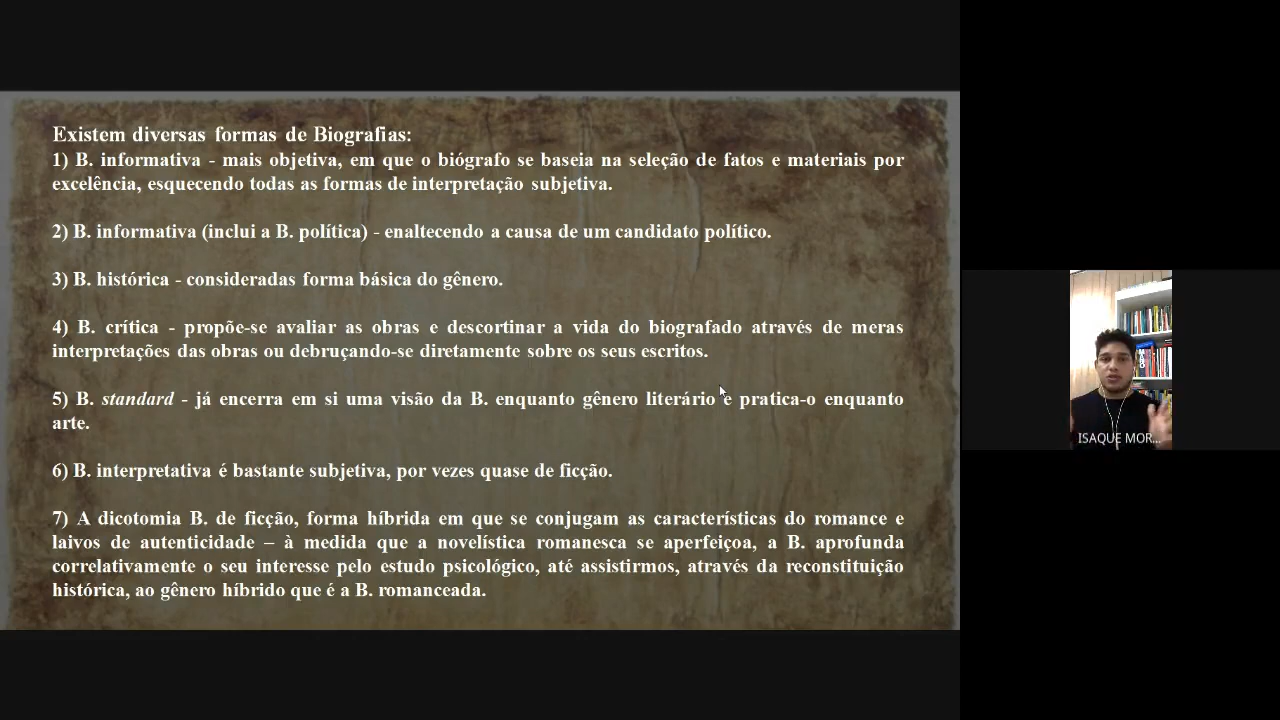 Existem diversas formas de Biografias:
1) B. informativa - mais objetiva, em que o biógrafo se baseia na seleção de fatos e materiais por
excelência, esquecendo todas as formas de interpretação subjetiva.
2) B. informativa (inclui a B. política) - enaltecendo a causa de um candidato político.
3) B. histórica - consideradas forma básica do gênero.
4) B. crítica - propõe-se avaliar as obras e descortinar a vida do biografado através de meras
interpretações das obras ou debruçando-se diretamente sobre os seus escritos.
5) B. standard - já encerra em si uma visão da B. enquanto gênero literário e pratica-o enquanto
arte.
6) B. interpretativa é bastante subjetiva, por vezes quase de ficção.
7) A dicotomia B. de ficção, forma híbrida em que se conjugam as características do romance e
laivos de autenticidade – à medida que a novelística romanesca se aperfeiçoa, a B. aprofunda
correlativamente o seu interesse pelo estudo psicológico, até assistirmos, através da reconstituição
histórica, ao gênero híbrido que é a B. romanceada.
ISAQUE MOR...